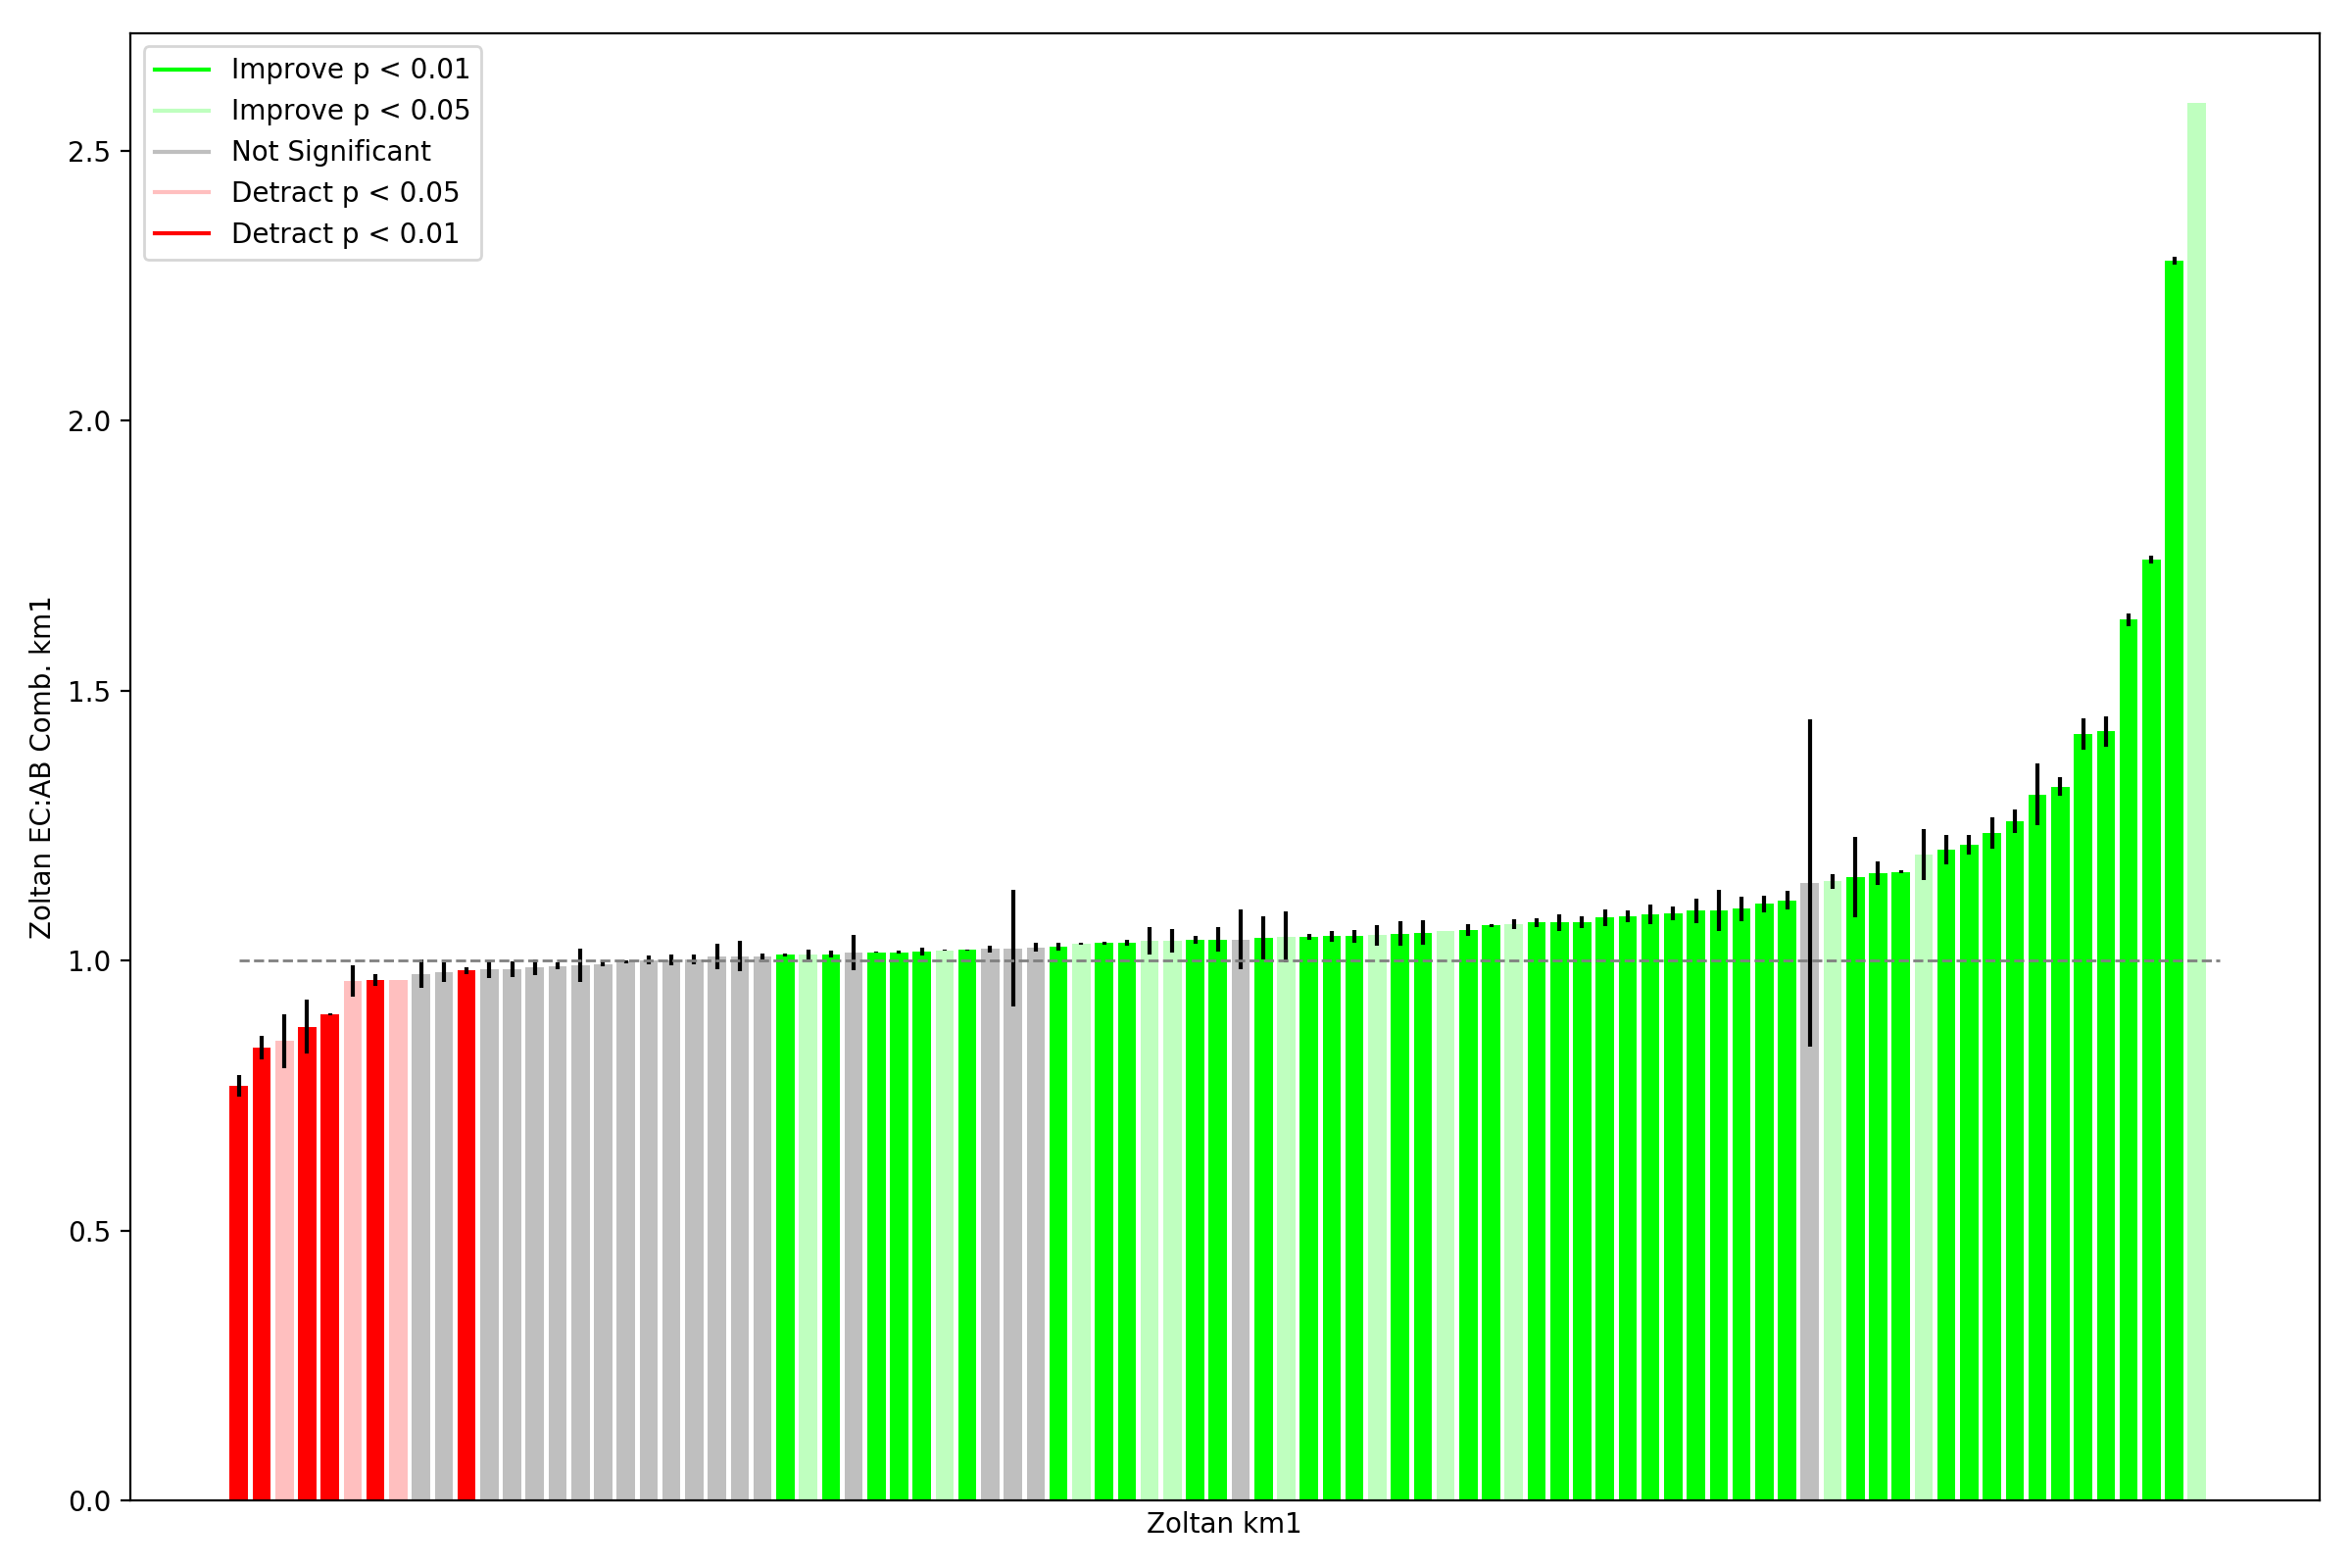 Improve p < 0.01
Improve p < 0.05
Not Significant
Detract p < 0.05
Detract p < 0.01
2.5
2.0
1.5
1.0
0.5
0.0
Zoltan EC:AB Comb. km1
Zoltan km1